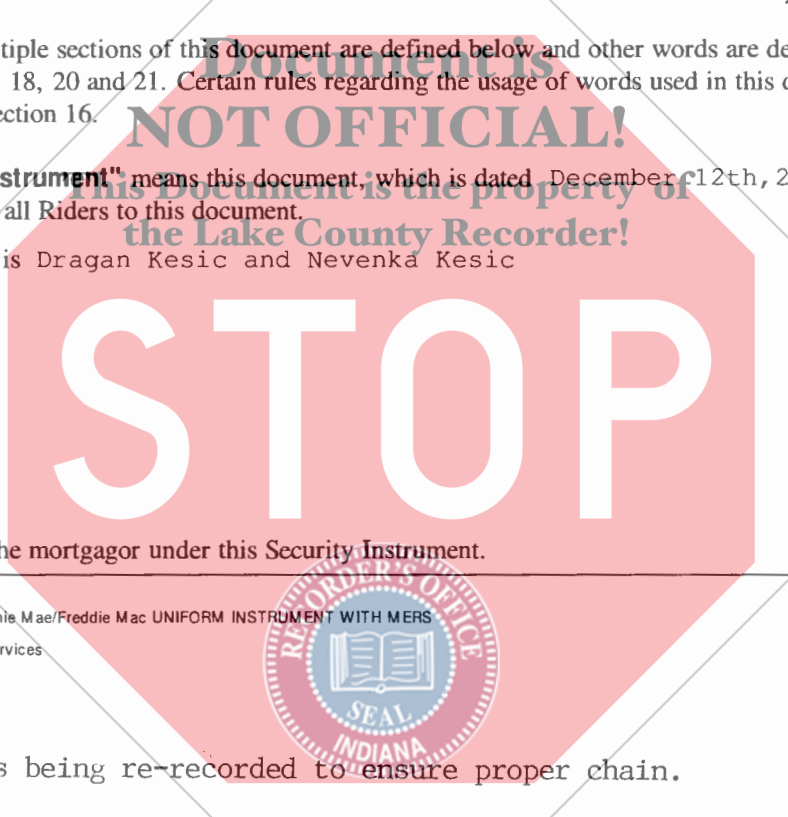 tiple sections of this document are defined below and other words are de
18, 20 and 21. Certain rules regarding the usage of words used in this d
ection 16.
strument" means this document, which is dated December 12th, 2
all Riders to this document.
is Dragan Kesic and Nevenka Kesic
Document is
NOT OFFICIAL!
This Document is the property of
the Lake County Recorder!
STOP
he mortgagor under this Security Instrument.
nie Mae/Freddie Mac UNIFORM INSTRUMENT WITH MERS
rvices
RECORDER'S OFFICE
SEAL
INDIANA
s being re-recorded to ensure proper chain.